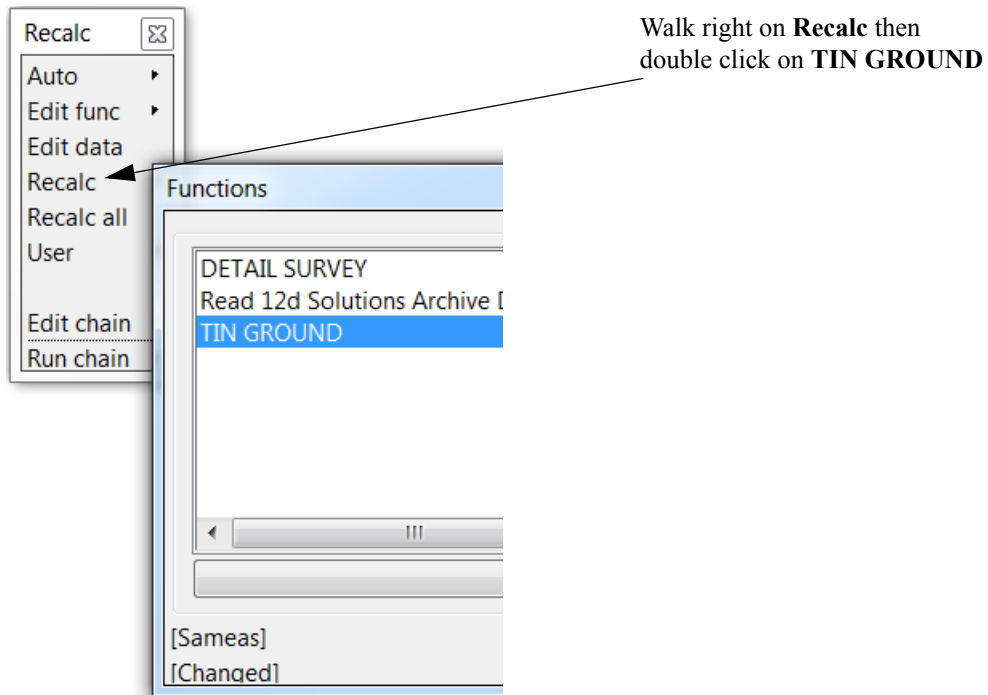 Recalc
Auto
Edit func
Edit data
Recalc
Recalc all
User
Edit chain
Run chain
Walk right on Recalc then
double click on TIN GROUND
Functions
DETAIL SURVEY
Read 12d Solutions Archive
TIN GROUND
[Sameas]
[Changed]